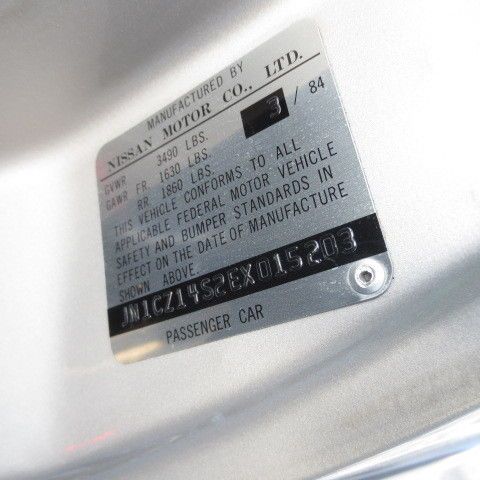 MANUFACTURED BY
NISSAN MOTOR CO., LTD.
3 / 84
GVWR 3490 LBS.
GAWR FR 1630 LBS.
RR 1860 LBS.
THIS VEHICLE CONFORMS TO ALL
APPLICABLE FEDERAL MOTOR VEHICLE
SAFETY AND BUMPER STANDARDS IN
EFFECT ON THE DATE OF MANUFACTURE
SHOWN ABOVE.
JN1CZ14S2EX015203
PASSENGER CAR